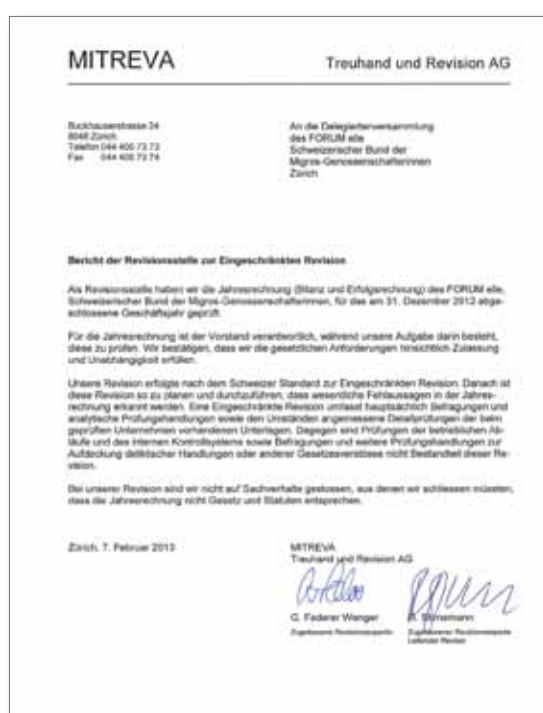 MITREVA
Treuhand und Revision AG
Buckhauserstrasse 24
8048 Zürich
Telefon 044 406 73 73
Fax 044 406 73 74
An die Delegiertenversammlung
des FORUM elle
Schweizerischer Bund der
Migros-Genossenschafterinnen
Zürich
Bericht der Revisionsstelle zur Eingeschränkten Revision
Als Revisionsstelle haben wir die Jahresrechnung (Bilanz und Erfolgsrechnung) des FORUM elle,
Schweizerischer Bund der Migros-Genossenschafterinnen, für das am 31. Dezember 2012 abge-
schlossene Geschäftsjahr geprüft.
Für die Jahresrechnung ist der Vorstand verantwortlich, während unsere Aufgabe darin besteht,
diese zu prüfen. Wir bestätigen, dass wir die gesetzlichen Anforderungen hinsichtlich Zulassung
und Unabhängigkeit erfüllen.
Unsere Revision erfolgte nach dem Schweizer Standard zur Eingeschränkten Revision. Danach ist
diese Revision so zu planen und durchzuführen, dass wesentliche Fehlaussagen in der Jahres-
rechnung erkannt werden. Eine Eingeschränkte Revision umfasst hauptsächlich Befragungen und
analytische Prüfungshandlungen sowie den Umständen angemessene Detailprüfungen der beim
geprüften Unternehmen vorhandenen Unterlagen. Dagegen sind Prüfungen der betrieblichen Ab-
läufe und des internen Kontrollsystems sowie Befragungen und weitere Prüfungshandlungen zur
Aufdeckung deliktischer Handlungen oder anderer Gesetzesverstösse nicht Bestandteil dieser Re-
vision.
Bei unserer Revision sind wir nicht auf Sachverhalte gestossen, aus denen wir schliessen müssten,
dass die Jahresrechnung nicht Gesetz und Statuten entsprechen.
Zürich, 7. Februar 2013
MITREVA
Treuhand und Revision AG
G. Federer Wenger
Zugelassene Revisionsexpertin
Zugelassener Revisionsexperte
Leitender Revisor